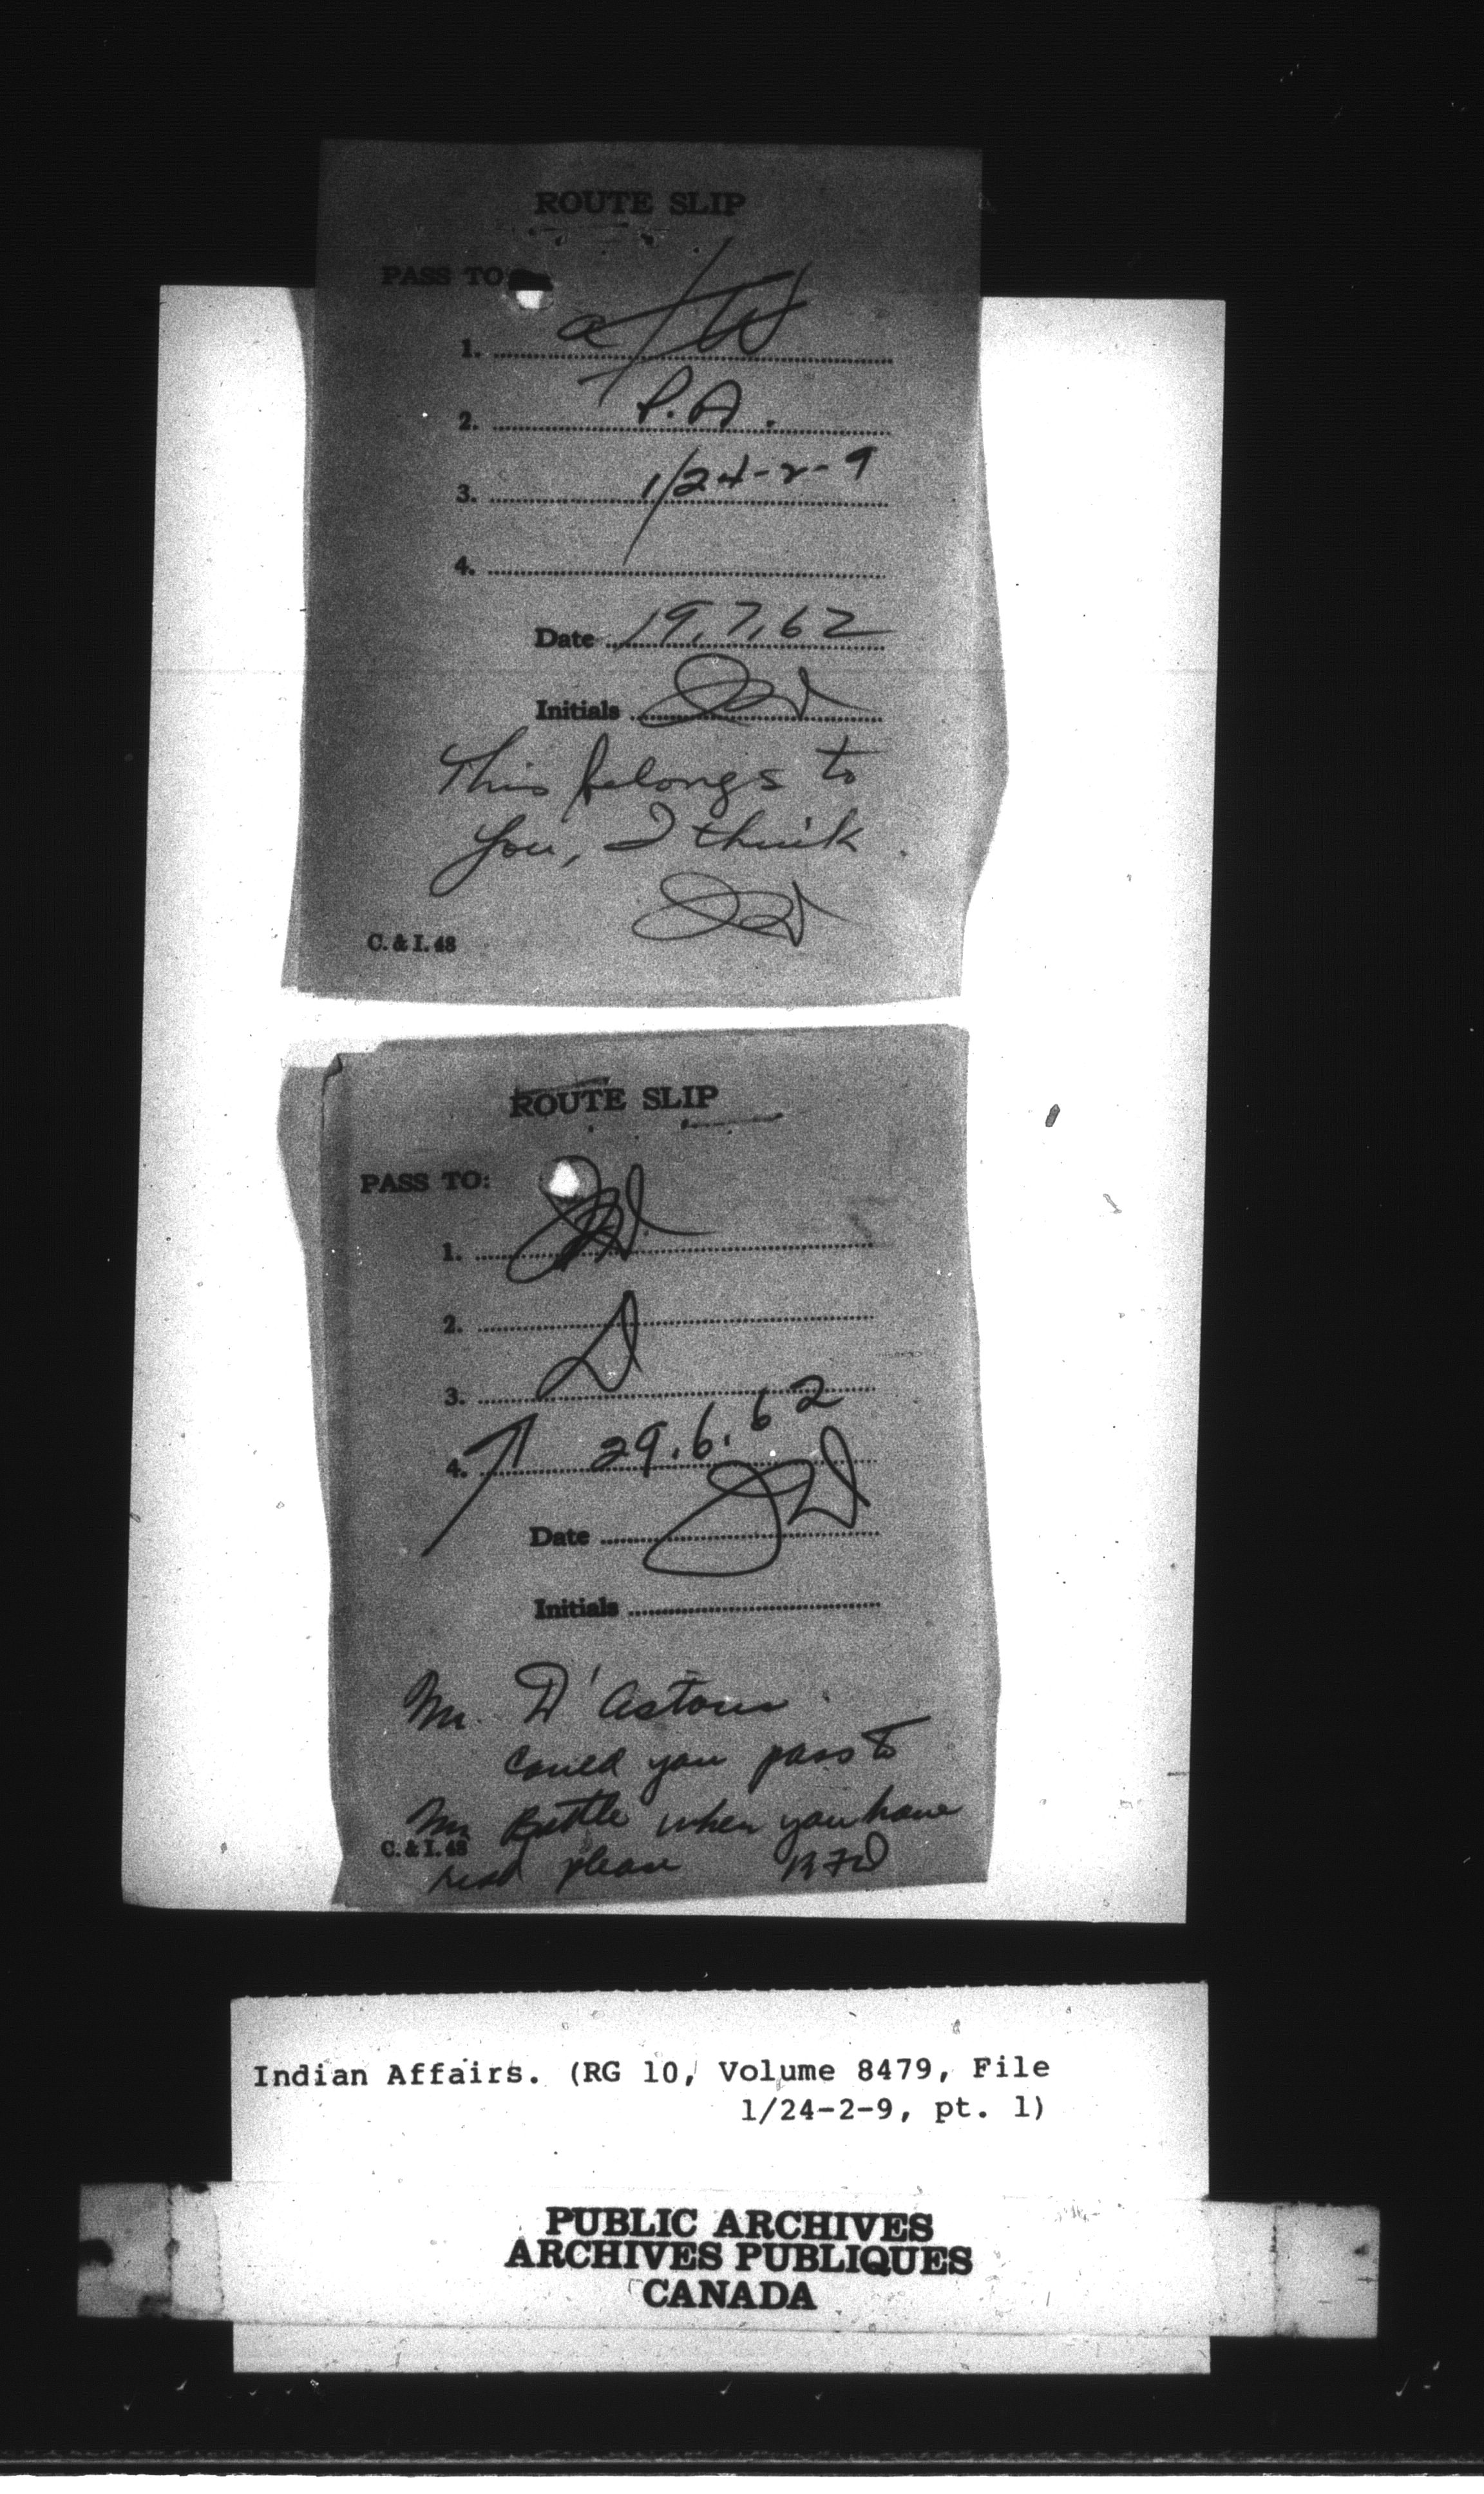 ROUTE SLIP
PASS TO
1.
2. P.A.
3. 1/24-2-9
4.
Date 19,7,62
Initials
This belongs to
you, I think.
C. & I. 48
ROUTE SLIP
PASS TO:
1.
2.
3. D
4. 29.6.62
Date
Initials
Mr. D'Astous
Could you pass to
Mr Battle when you have
C. & I. 48
read please
Indian Affairs. (RG 10, Volume 8479, File
1/24-2-9, pt. 1)
PUBLIC ARCHIVES
ARCHIVES PUBLIQUES
CANADA